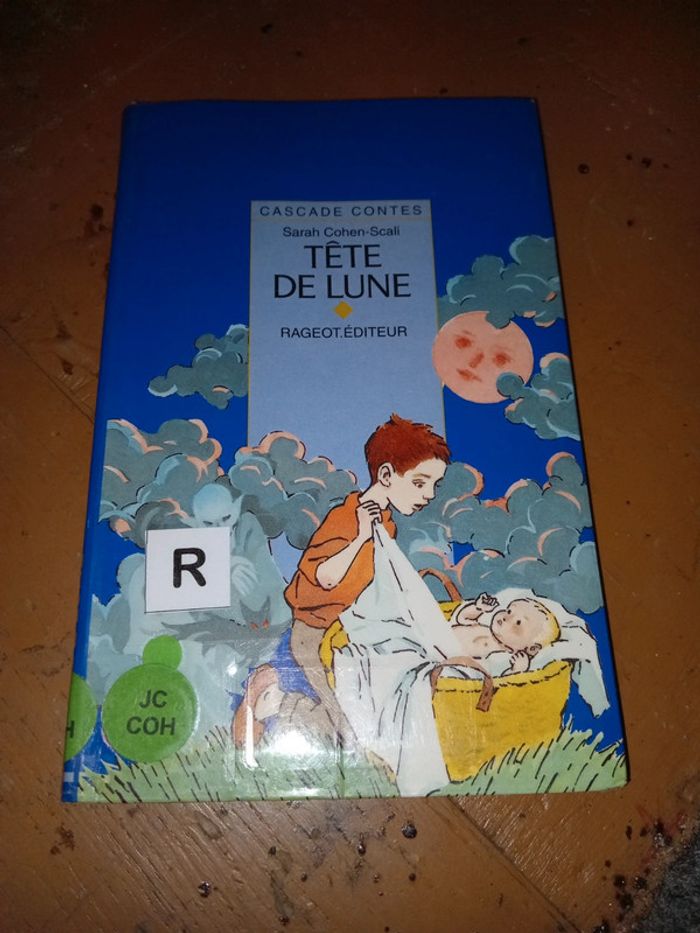 CASCADE CONTES
Sarah Cohen-Scali
TÊTE
DE LUNE
RAGEOT.ÉDITEUR
R
JC
COH
H